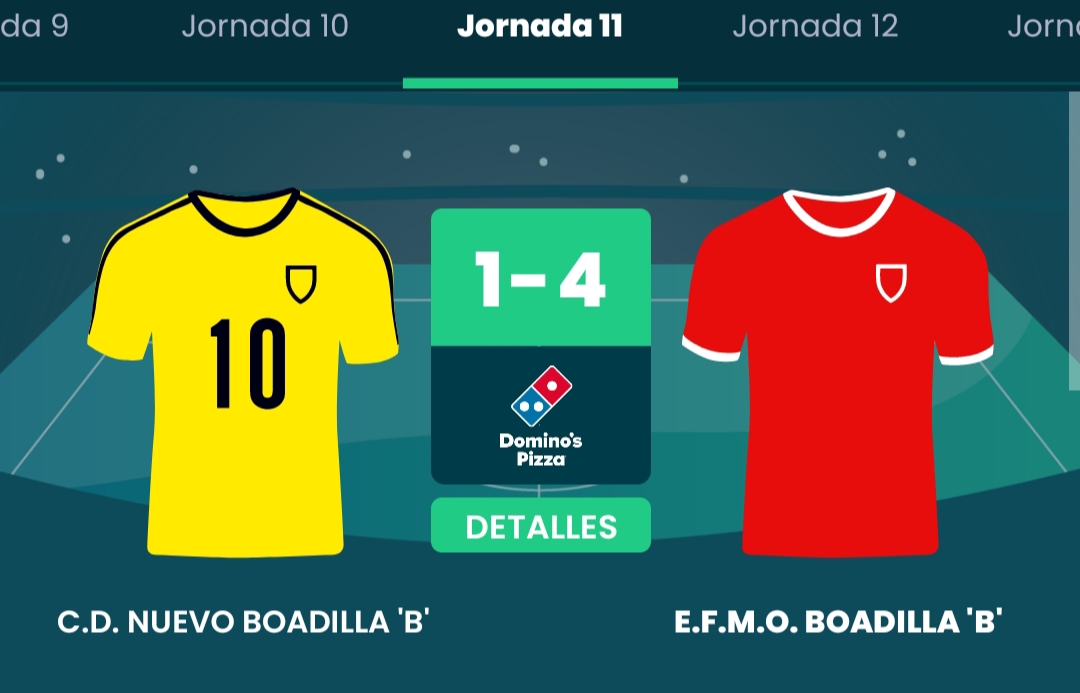 da 9 Jornada 10 Jornada 11 Jornada 12 Jorn
1-4
10
Domino's
Pizza
DETALLES
C.D. NUEVO BOADILLA 'B' E.F.M.O. BOADILLA 'B'